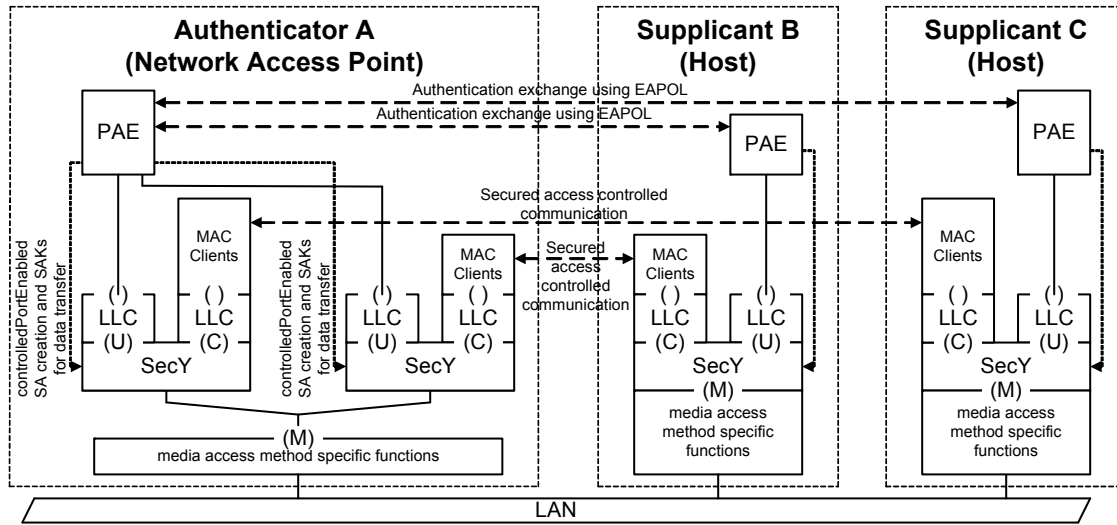 Authenticator A
(Network Access Point)
Supplicant B
(Host)
Supplicant C
(Host)
Authentication exchange using EAPOL
Authentication exchange using EAPOL
PAE
PAE
PAE
Secured access controlled
communication
Secured
access
controlled
communication
controlledPortEnabled
SA creation and SAKs
for data transfer
MAC
Clients
( )
LLC
(U)
( )
LLC
(C)
SecY
controlledPortEnabled
SA creation and SAKs
for data transfer
( )
LLC
(U)
MAC
Clients
( )
LLC
(C)
SecY
(M)
media access method specific functions
MAC
Clients
( )
LLC
(C)
( )
LLC
(U)
SecY
(M)
media access
method specific
functions
MAC
Clients
( )
LLC
(C)
( )
LLC
(U)
SecY
(M)
media access
method specific
functions
LAN